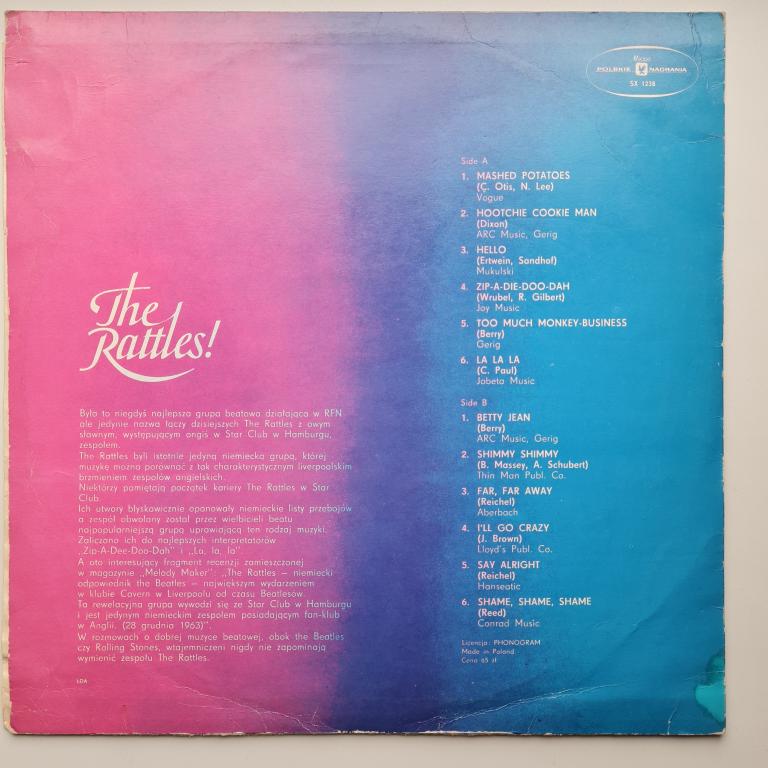 Muza
POLSKIE NAGRANIA
SX 1238
The
Rattles!
Było to niegdyś najlepsza grupa beatowa działająca w RFN
ale jedynie nazwa łączy dzisiejszych The Rattles z owym
sławnym, występującym ongiś w Star Club w Hamburgu,
zespołem.
The Rattles byli istotnie jedyną niemiecką grupą, której
muzykę można porównać z tak charakterystycznym liverpoolskim
brzmieniem zespołów angielskich.
Niektórzy pamiętają początek kariery The Rattles w Star
Club.
Ich utwory błyskawicznie opanowały niemieckie listy przebojów
a zespół obwołany został przez wielbicieli beatu
najpopularniejszą grupą uprawiającą ten rodzaj muzyki.
Zaliczano ich do najlepszych interpretatorów
„Zip-A-Dee-Doo-Dah" i „La, la, la".
A oto interesujący fragment recenzji zamieszczonej
w magazynie „Melody Maker": „The Rattles – niemiecki
odpowiednik the Beatles – największym wydarzeniem
w klubie Cavern w Liverpoolu od czasu Beatlesów.
Ta rewelacyjna grupa wywodzi się ze Star Club w Hamburgu
i jest jedynym niemieckim zespołem posiadającym fan-klub
w Anglii. (28 grudnia 1963)".
W rozmowach o dobrej muzyce beatowej, obok the Beatles
czy Rolling Stones, wtajemniczeni nigdy nie zapominają
wymienić zespołu The Rattles.
ŁDA
Side A
1. MASHED POTATOES
(C. Otis, N. Lee)
Vogue
2. HOOTCHIE COOKIE MAN
(Dixon)
ARC Music, Gerig
3. HELLO
(Ertwein, Sandhof)
Mukulski
4. ZIP-A-DIE-DOO-DAH
(Wrubel, R. Gilbert)
Joy Music
5. TOO MUCH MONKEY-BUSINESS
(Berry)
Gerig
6. LA LA LA
(C. Paul)
Jobeta Music
Side B
1. BETTY JEAN
(Berry)
ARC Music, Gerig
2. SHIMMY SHIMMY
(B. Massey, A. Schubert)
Thin Man Publ. Co.
3. FAR, FAR AWAY
(Reichel)
Aberbach
4. I'LL GO CRAZY
(J. Brown)
Lloyd's Publ. Co.
5. SAY ALRIGHT
(Reichel)
Hanseatic
6. SHAME, SHAME, SHAME
(Reed)
Conrad Music
Licencja: PHONOGRAM
Made in Poland
Cena 65 zł